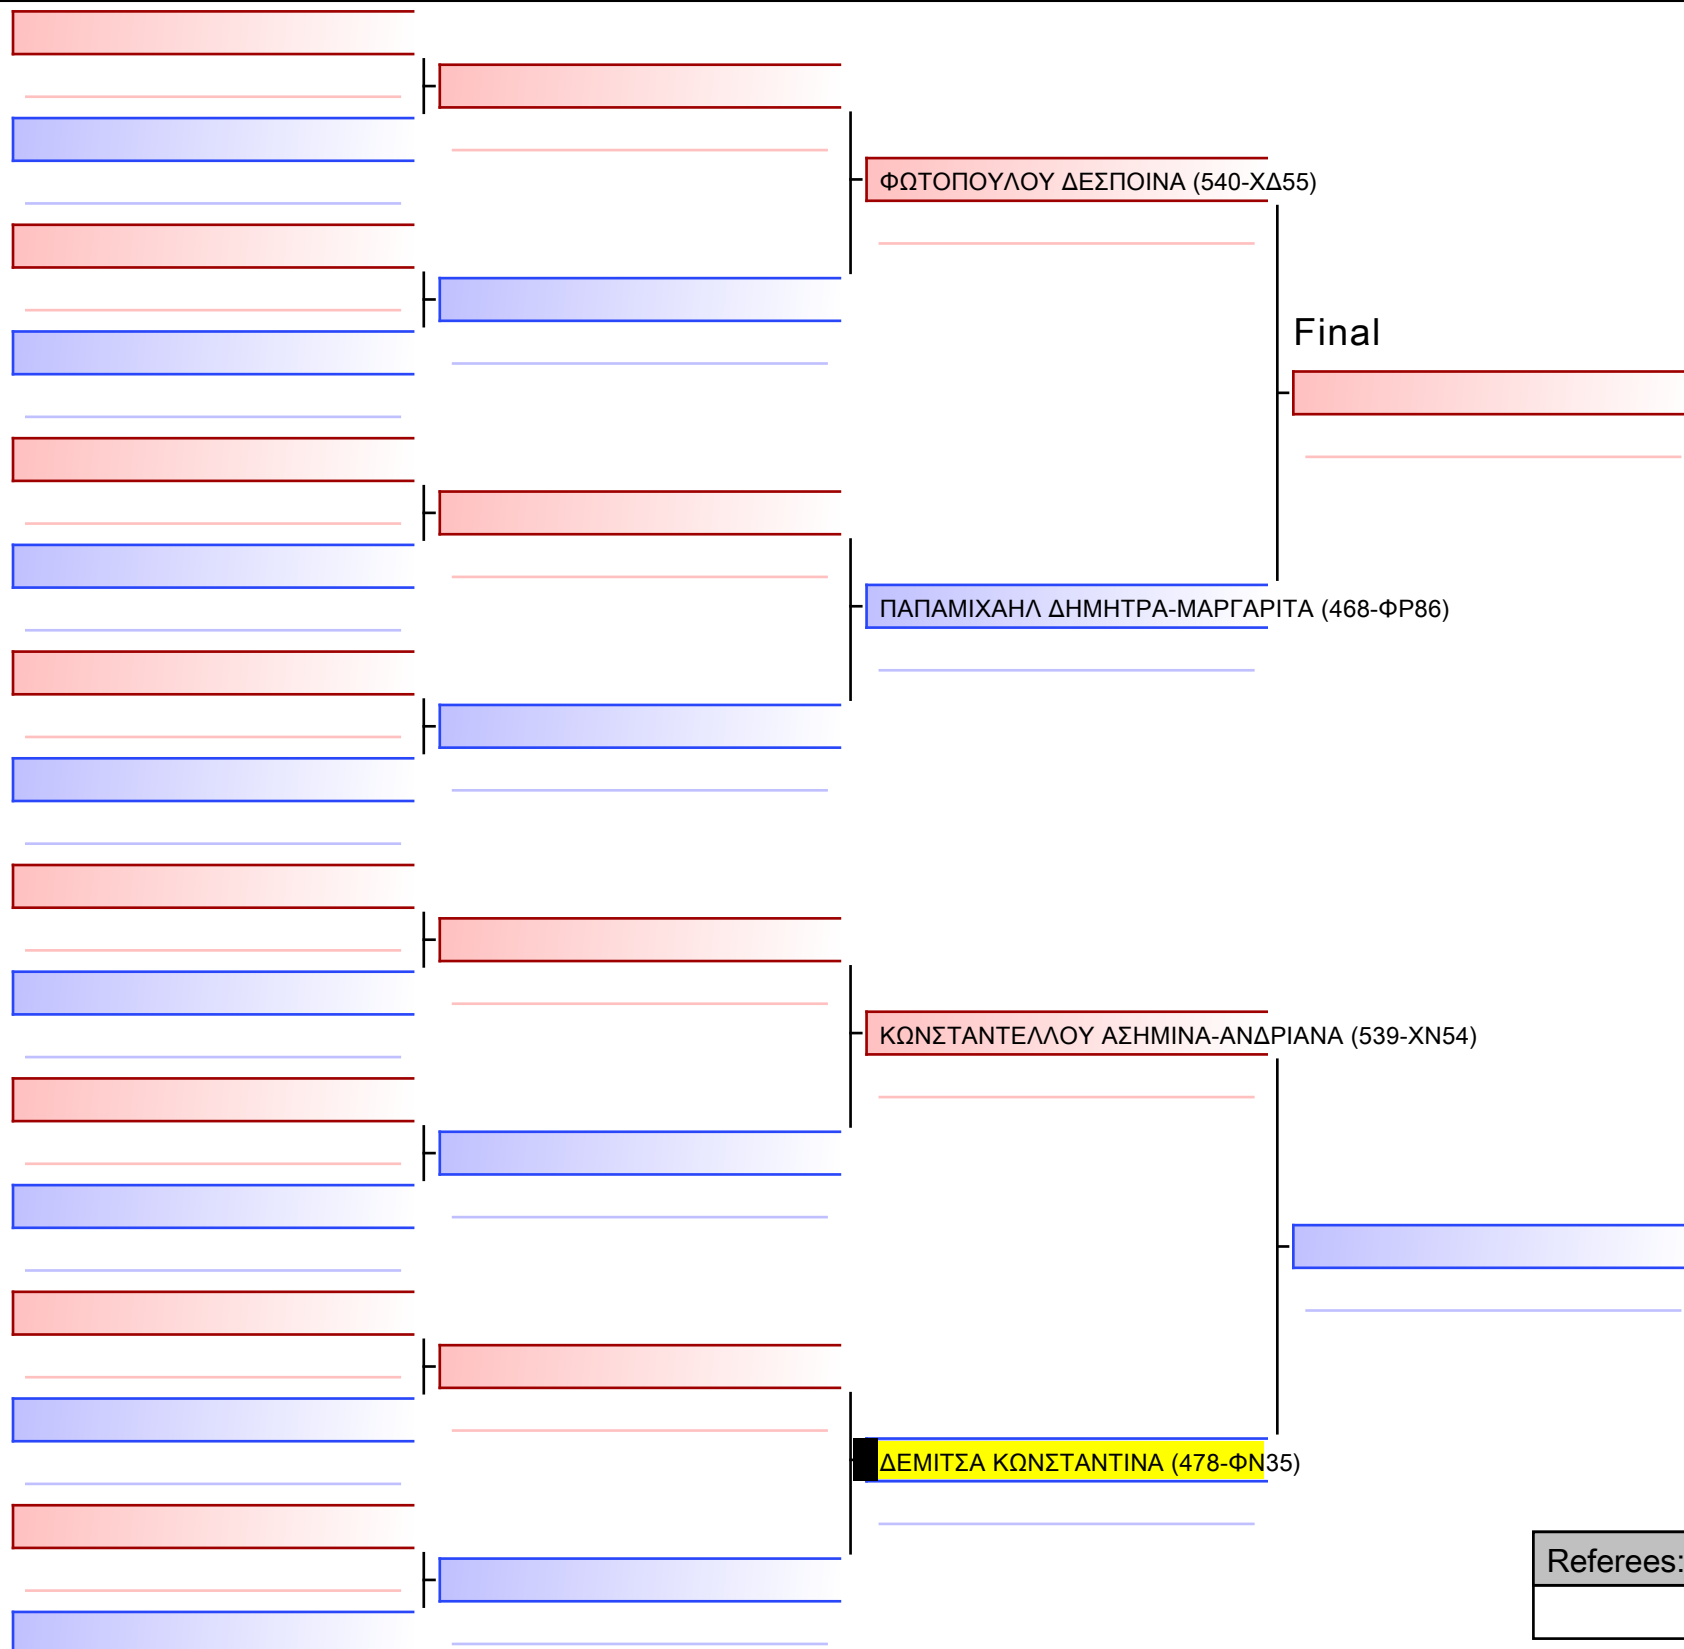 ΦΩΤΟΠΟΥΛΟΥ ΔΕΣΠΟΙΝΑ (540-ΧΔ55)
Final
ΠΑΠΑΜΙΧΑΗΛ ΔΗΜΗΤΡΑ-ΜΑΡΓΑΡΙΤΑ (468-ΦΡ86)
ΚΩΝΣΤΑΝΤΕΛΛΟΥ ΑΣΗΜΙΝΑ-ΑΝΔΡΙΑΝΑ (539-ΧΝ54)
ΔΕΜΙΤΣΑ ΚΩΝΣΤΑΝΤΙΝΑ (478-ΦΝ35)
Referees: